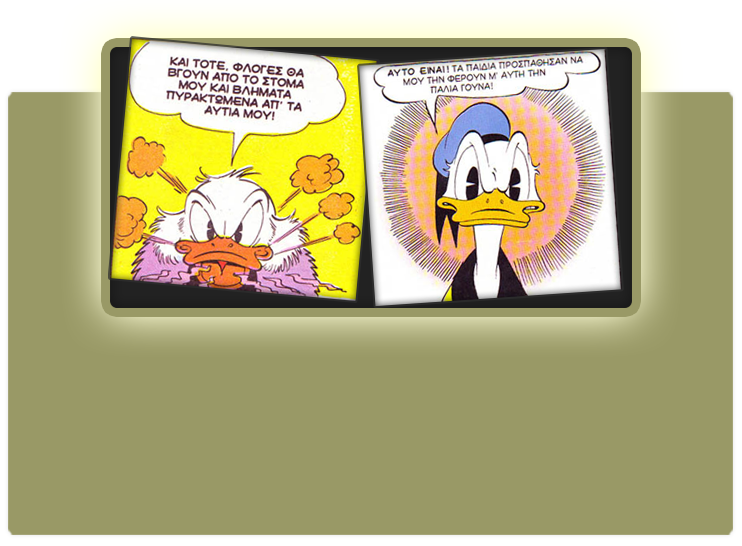 ΚΑΙ ΤΟΤΕ, ΦΛΟΓΕΣ ΘΑ
ΒΓΟΥΝ ΑΠΟ ΤΟ ΣΤΟΜΑ
ΜΟΥ ΚΑΙ ΒΛΗΜΑΤΑ
ΠΥΡΑΚΤΩΜΕΝΑ ΑΠ' ΤΑ
ΑΥΤΙΑ ΜΟΥ!
ΑΥΤΟ ΕΙΝΑΙ! ΤΑ ΠΑΙΔΙΑ ΠΡΟΣΠΑΘΗΣΑΝ ΝΑ
ΜΟΥ ΤΗΝ ΦΕΡΟΥΝ Μ' ΑΥΤΗ ΤΗΝ
ΠΑΛΙΑ ΓΟΥΝΑ!